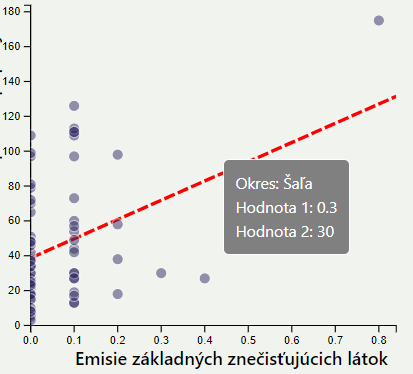 180
160
140
120
100
80
60
40
20
0
Okres: Šaľa
Hodnota 1: 0.3
Hodnota 2: 30
0.0 0.1 0.2 0.3 0.4 0.5 0.6 0.7 0.8
Emisie základných znečisťujúcich látok